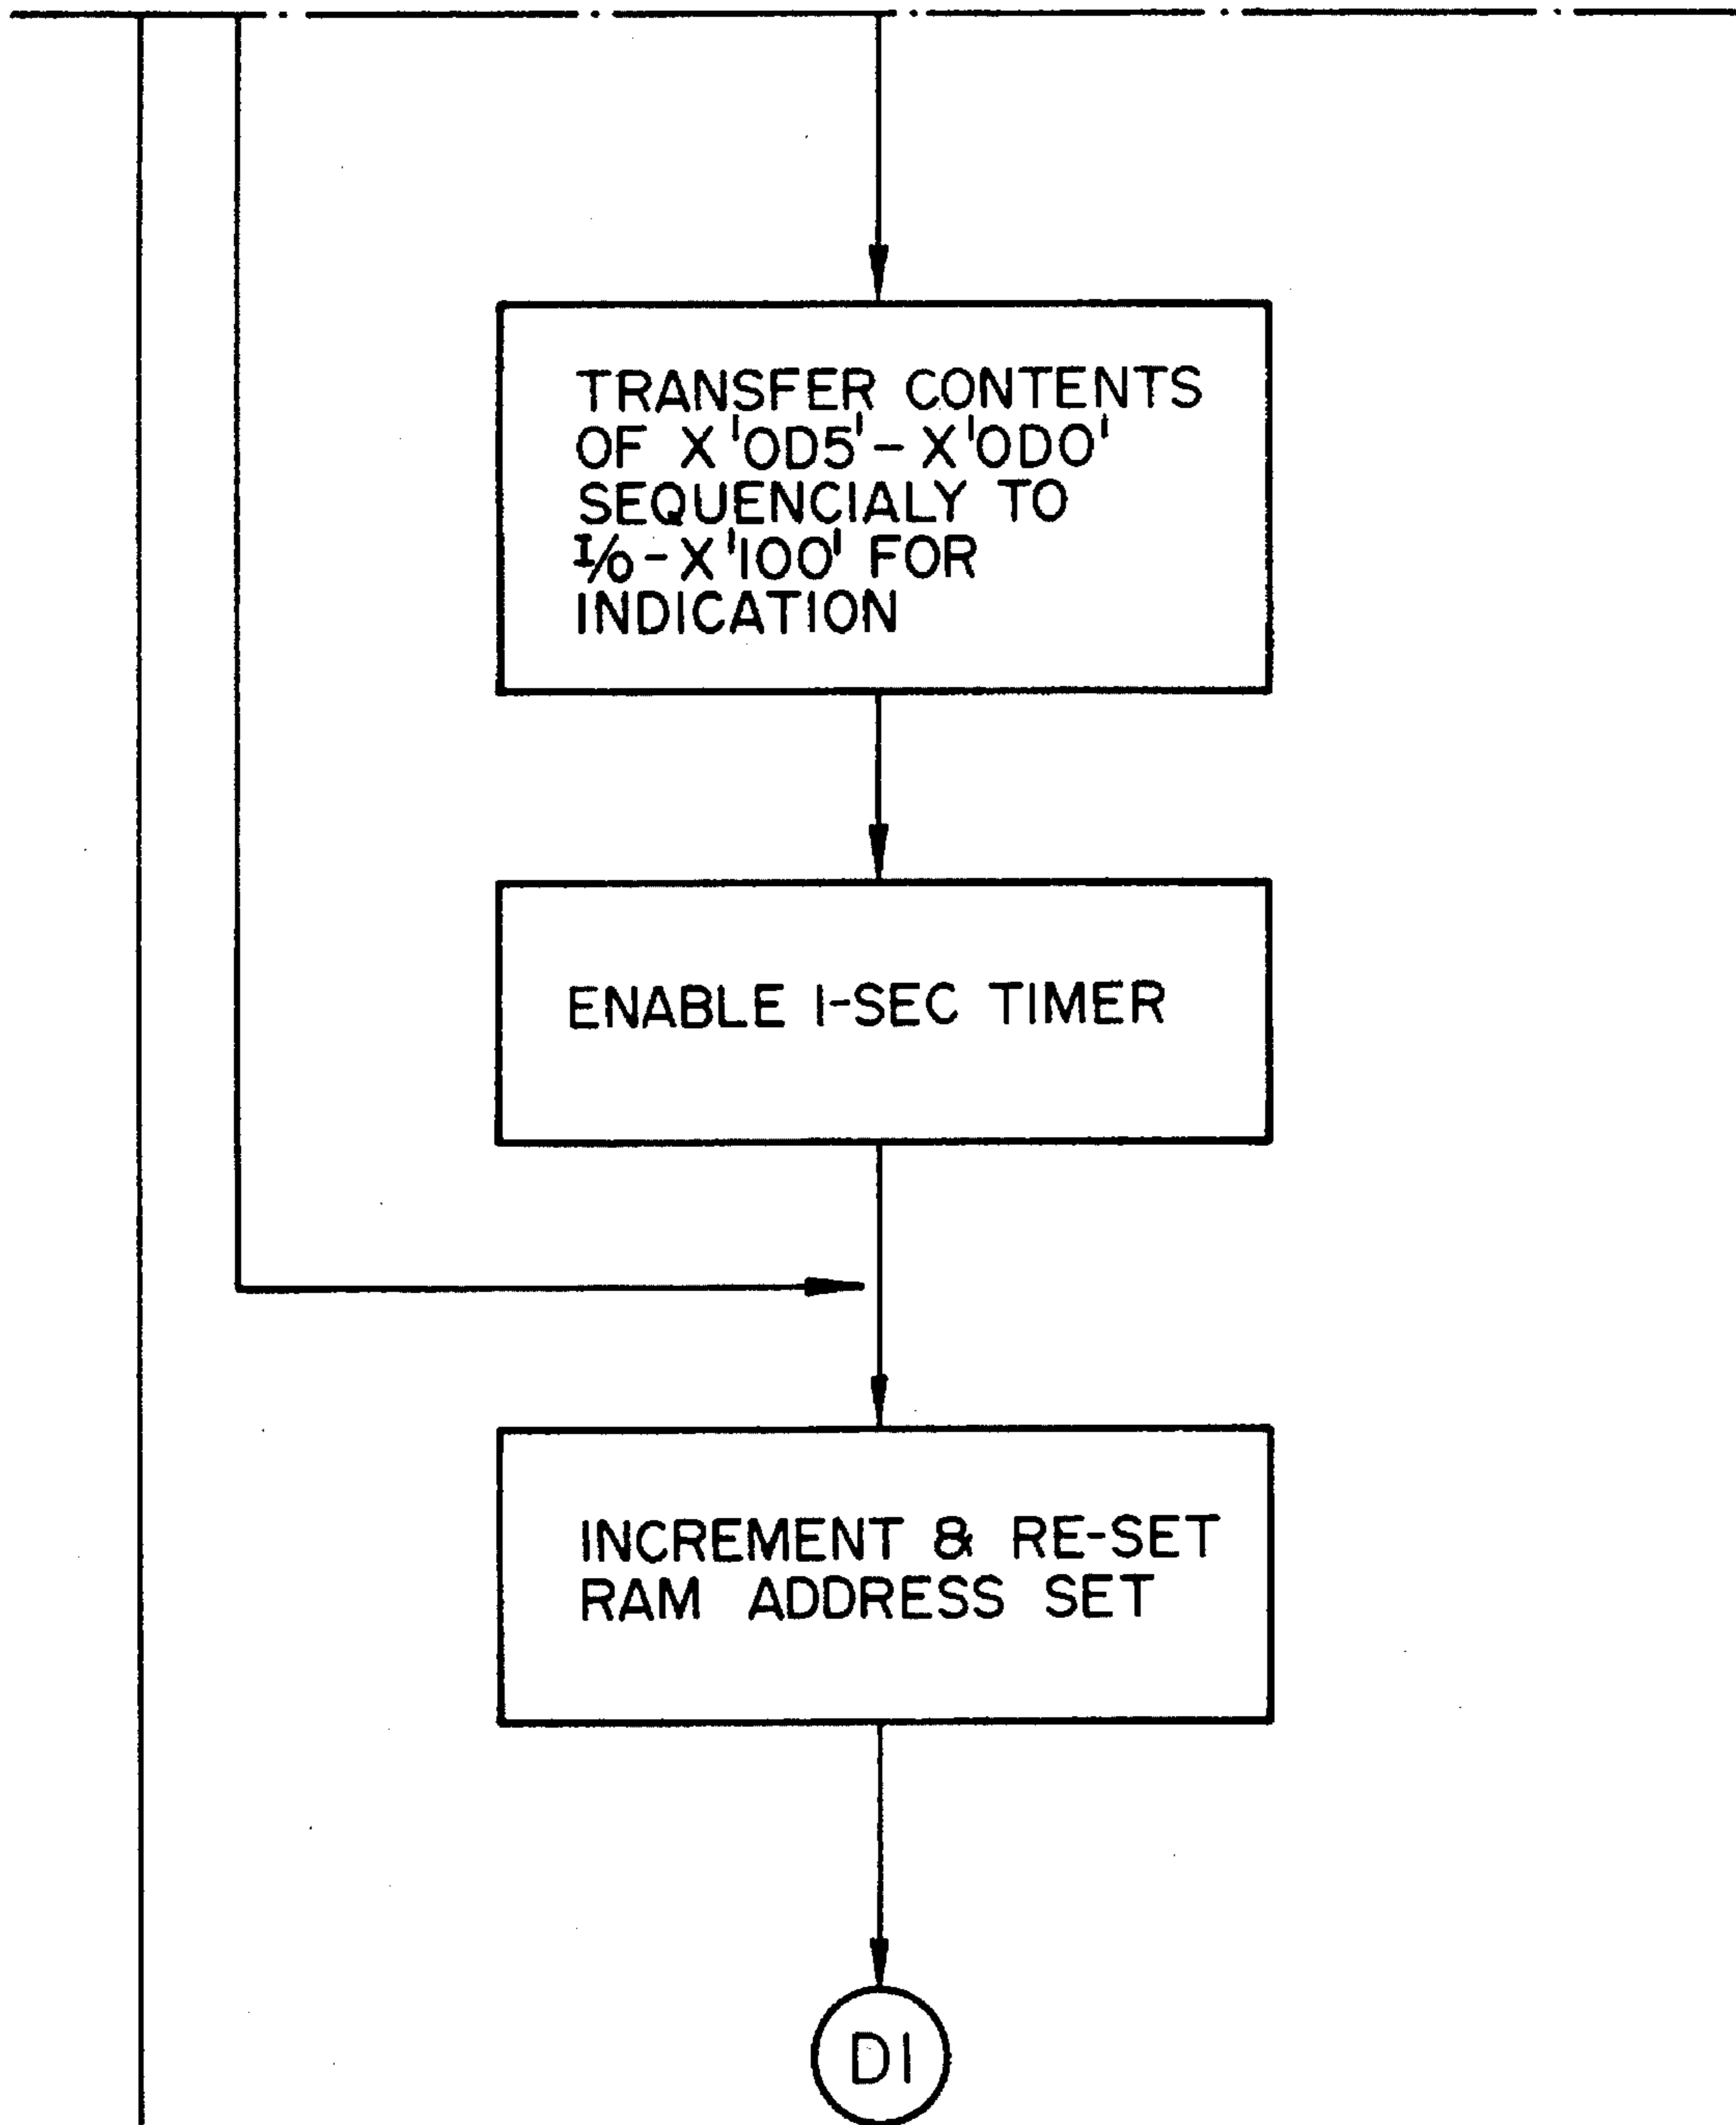 TRANSFER CONTENTS
OF X'0D5'-X'0D0'
SEQUENCIALY TO
I/O-X'100' FOR
INDICATION
ENABLE 1-SEC TIMER
INCREMENT & RE-SET
RAM ADDRESS SET
D1